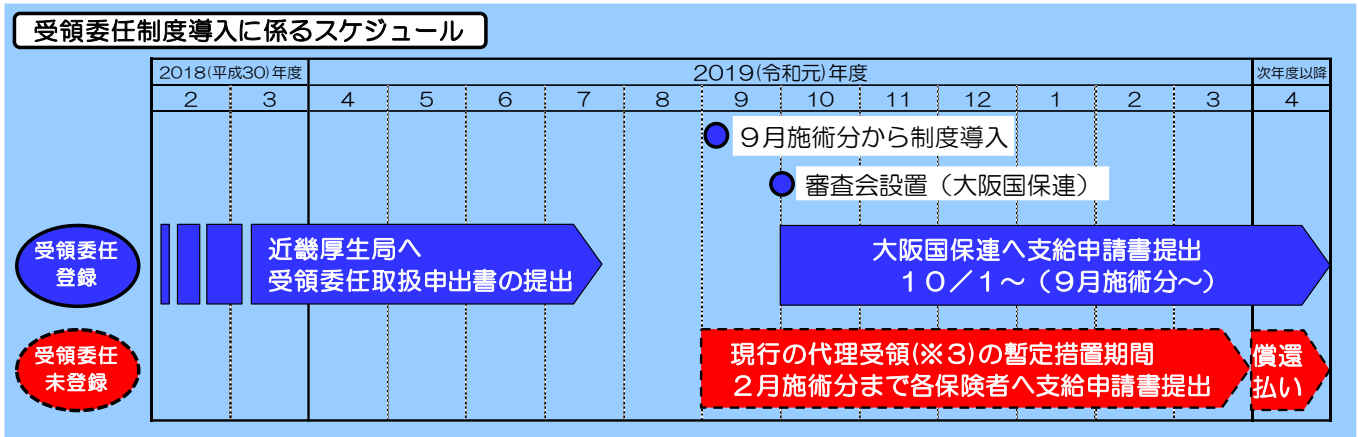 受領委任制度導入に係るスケジュール
2018(平成30)年度 2019(令和元)年度 次年度以降
2 3 4 5 6 7 8 9 10 11 12 1 2 3 4
９月施術分から制度導入
審査会設置（大阪国保連）
受領委任
登録
近畿厚生局へ
受領委任取扱申出書の提出
大阪国保連へ支給申請書提出
１０／１～（９月施術分～）
受領委任
未登録
現行の代理受領(※３)の暫定措置期間
２月施術分まで各保険者へ支給申請書提出
償還
払い